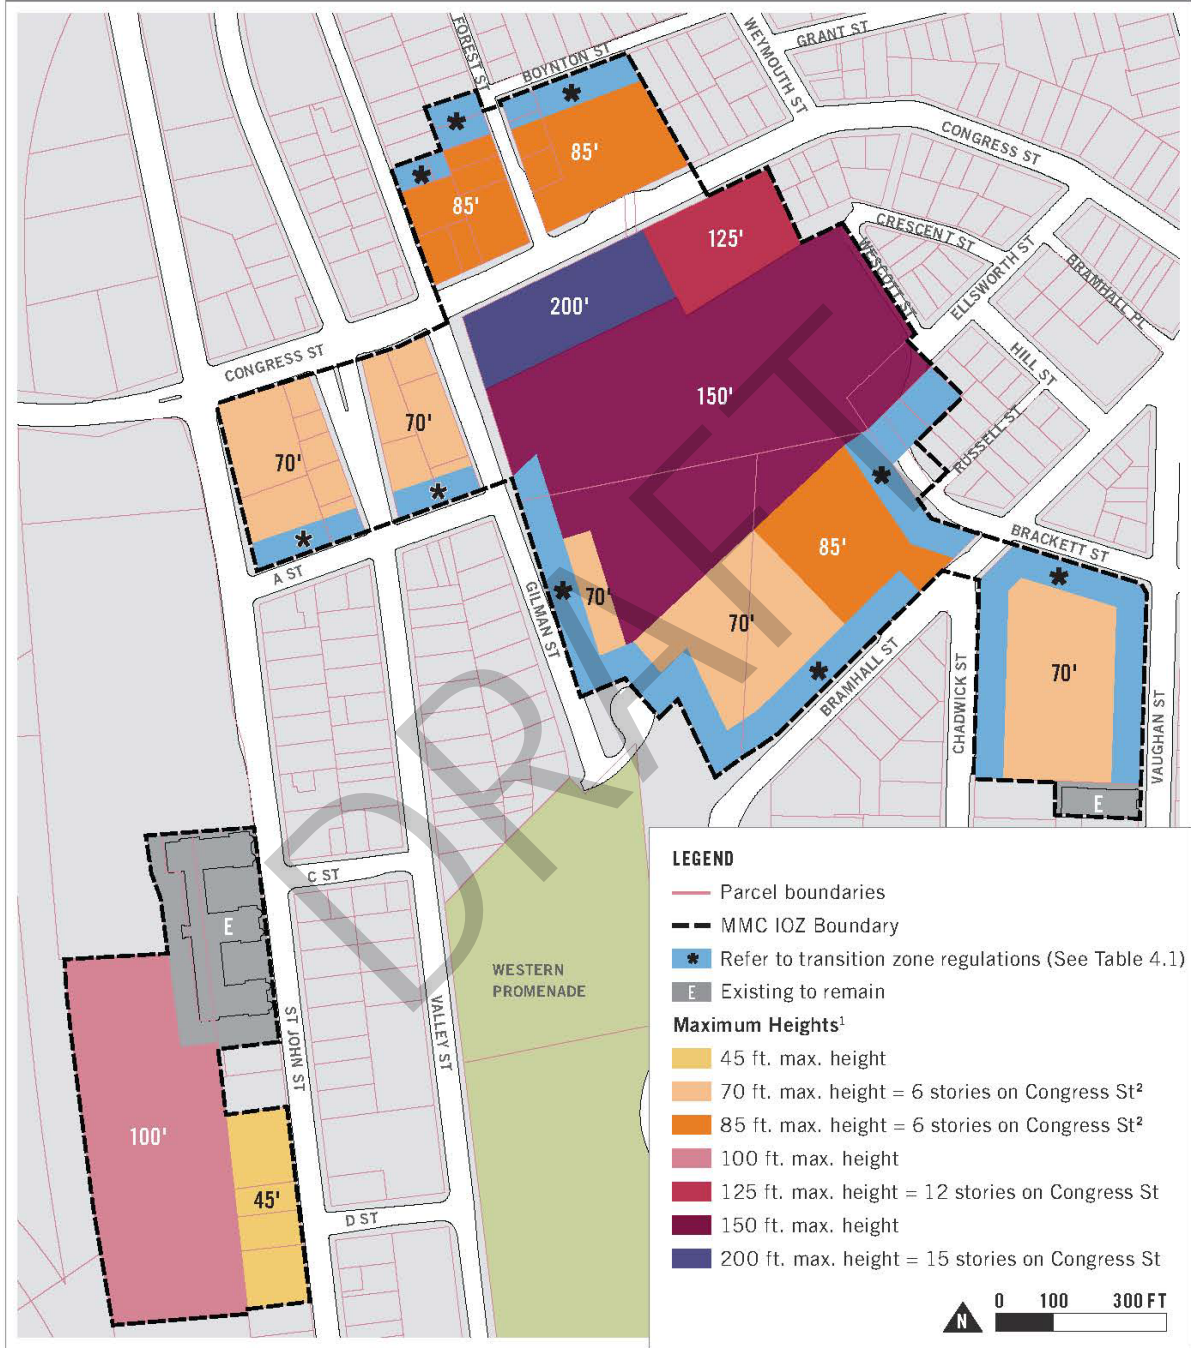 FOREST ST
BOYNTON ST
WEYMOUTH ST
GRANT ST
CONGRESS ST
*
*
*
85'
85'
125'
CRESCENT ST
WESCOTT ST
ELLSWORTH ST
BRAMHALL PL
200'
HILL ST
CONGRESS ST
150'
70'
70'
RUSSELL ST
*
*
*
A ST
BRACKETT ST
85'
*
GILMAN ST
*
70'
70'
70'
*
BRAMHALL ST
CHADWICK ST
VAUGHAN ST
E
DRAFT
C ST
E
WESTERN
PROMENADE
ST JOHN ST
VALLEY ST
100'
45'
D ST
LEGEND
Parcel boundaries
MMC IOZ Boundary
* Refer to transition zone regulations (See Table 4.1)
E Existing to remain
Maximum Heights¹
45 ft. max. height
70 ft. max. height = 6 stories on Congress St²
85 ft. max. height = 6 stories on Congress St²
100 ft. max. height
125 ft. max. height = 12 stories on Congress St
150 ft. max. height
200 ft. max. height = 15 stories on Congress St
N
0 100 300 FT